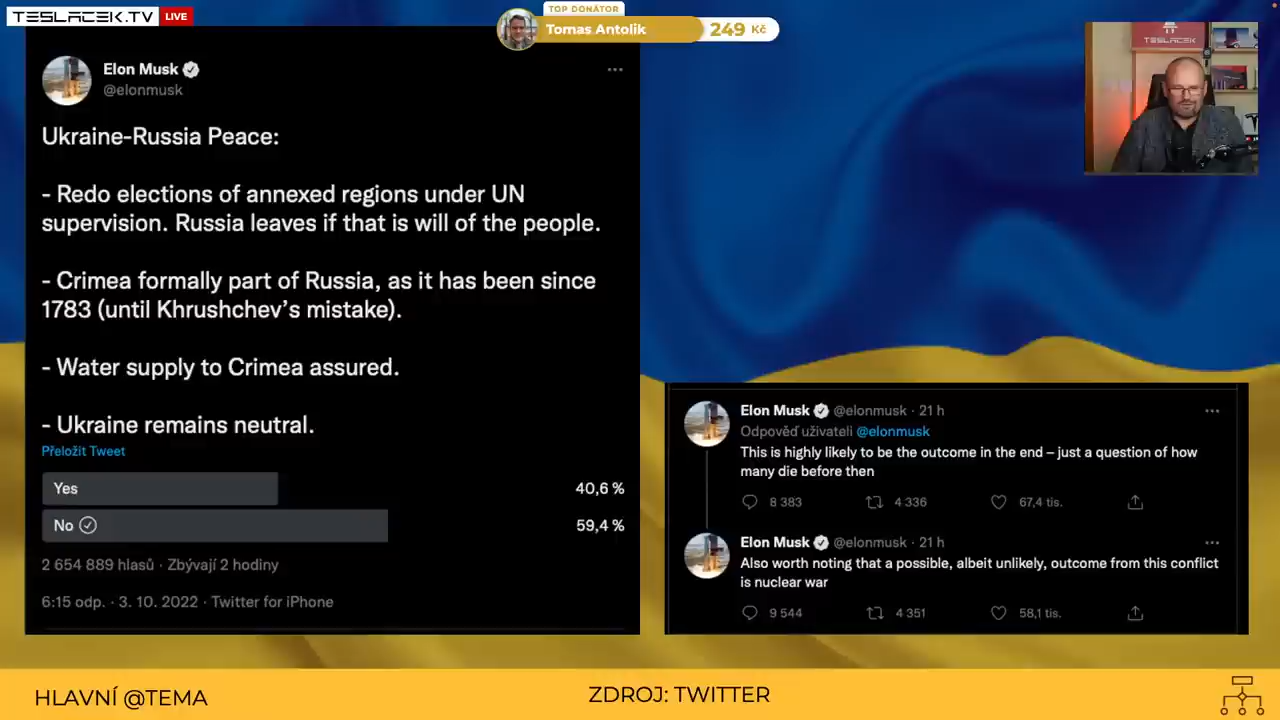 TESLACEK.TV LIVE
TOP DONÁTOR
Tomas Antolik 249 Kč
TESLACEK
Elon Musk
@elonmusk
Ukraine-Russia Peace:
- Redo elections of annexed regions under UN
supervision. Russia leaves if that is will of the people.
- Crimea formally part of Russia, as it has been since
1783 (until Khrushchev’s mistake).
- Water supply to Crimea assured.
- Ukraine remains neutral.
Přeložit Tweet
Yes 40,6 %
No 59,4 %
2 654 889 hlasů · Zbývají 2 hodiny
6:15 odp. · 3. 10. 2022 · Twitter for iPhone
Elon Musk @elonmusk · 21 h
Odpověď uživateli @elonmusk
This is highly likely to be the outcome in the end – just a question of how
many die before then
8 383 4 336 67,4 tis.
Elon Musk @elonmusk · 21 h
Also worth noting that a possible, albeit unlikely, outcome from this conflict
is nuclear war
9 544 4 351 58,1 tis.
HLAVNÍ @TEMA
ZDROJ: TWITTER